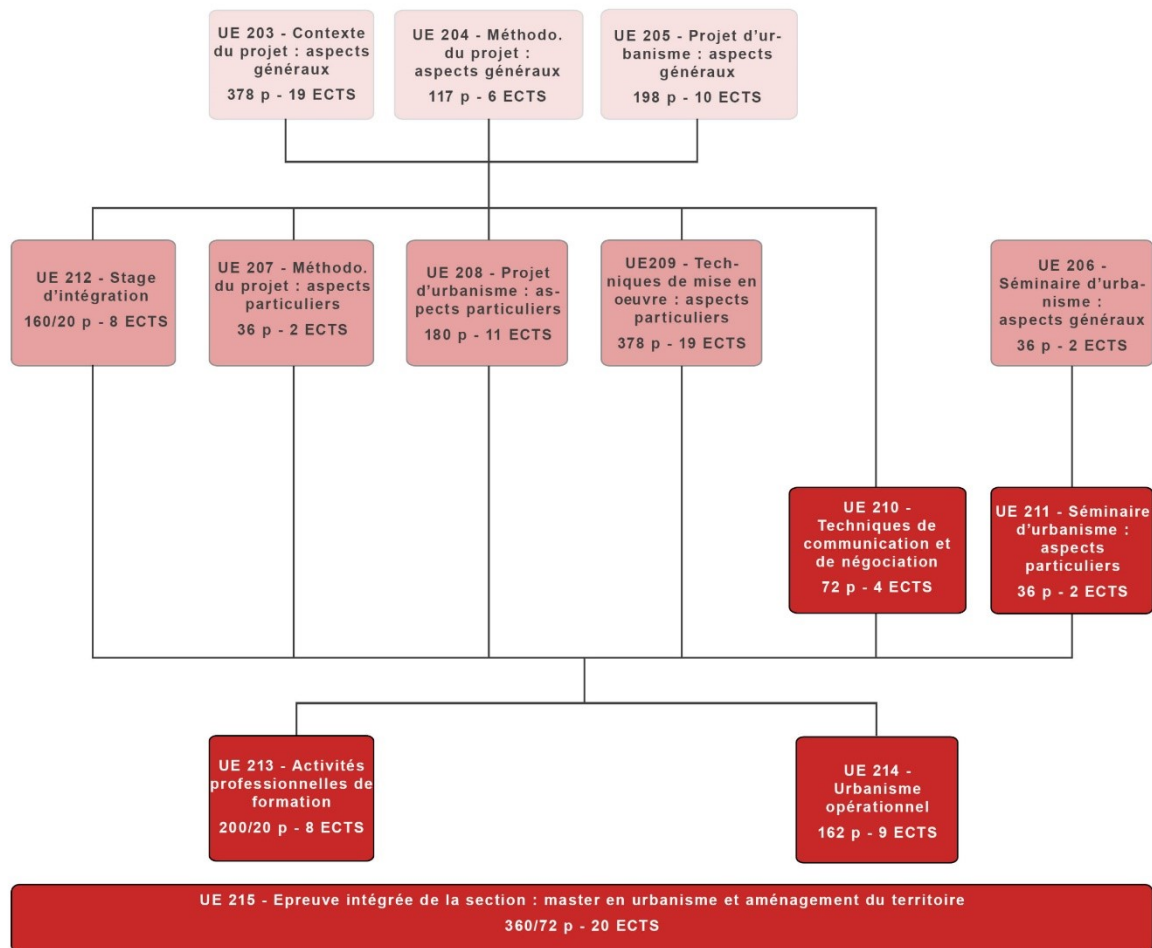 UE 203 - Contexte
du projet : aspects
généraux
378 p - 19 ECTS
UE 204 - Méthodo.
du projet :
aspects généraux
117 p - 6 ECTS
UE 205 - Projet d'ur-
banisme : aspects
généraux
198 p - 10 ECTS
UE 212 - Stage
d'intégration
160/20 p - 8 ECTS
UE 207 - Méthodo.
du projet : aspects
particuliers
36 p - 2 ECTS
UE 208 - Projet
d'urbanisme : as-
pects particuliers
180 p - 11 ECTS
UE209 - Tech-
niques de mise en
oeuvre : aspects
particuliers
378 p - 19 ECTS
UE 206 -
Séminaire d'urba-
nisme :
aspects généraux
36 p - 2 ECTS
UE 210 -
Techniques de
communication et
de négociation
72 p - 4 ECTS
UE 211 - Séminaire
d'urbanisme :
aspects
particuliers
36 p - 2 ECTS
UE 213 - Activités
professionnelles de
formation
200/20 p - 8 ECTS
UE 214 -
Urbanisme
opérationnel
162 p - 9 ECTS
UE 215 - Epreuve intégrée de la section : master en urbanisme et aménagement du territoire
360/72 p - 20 ECTS